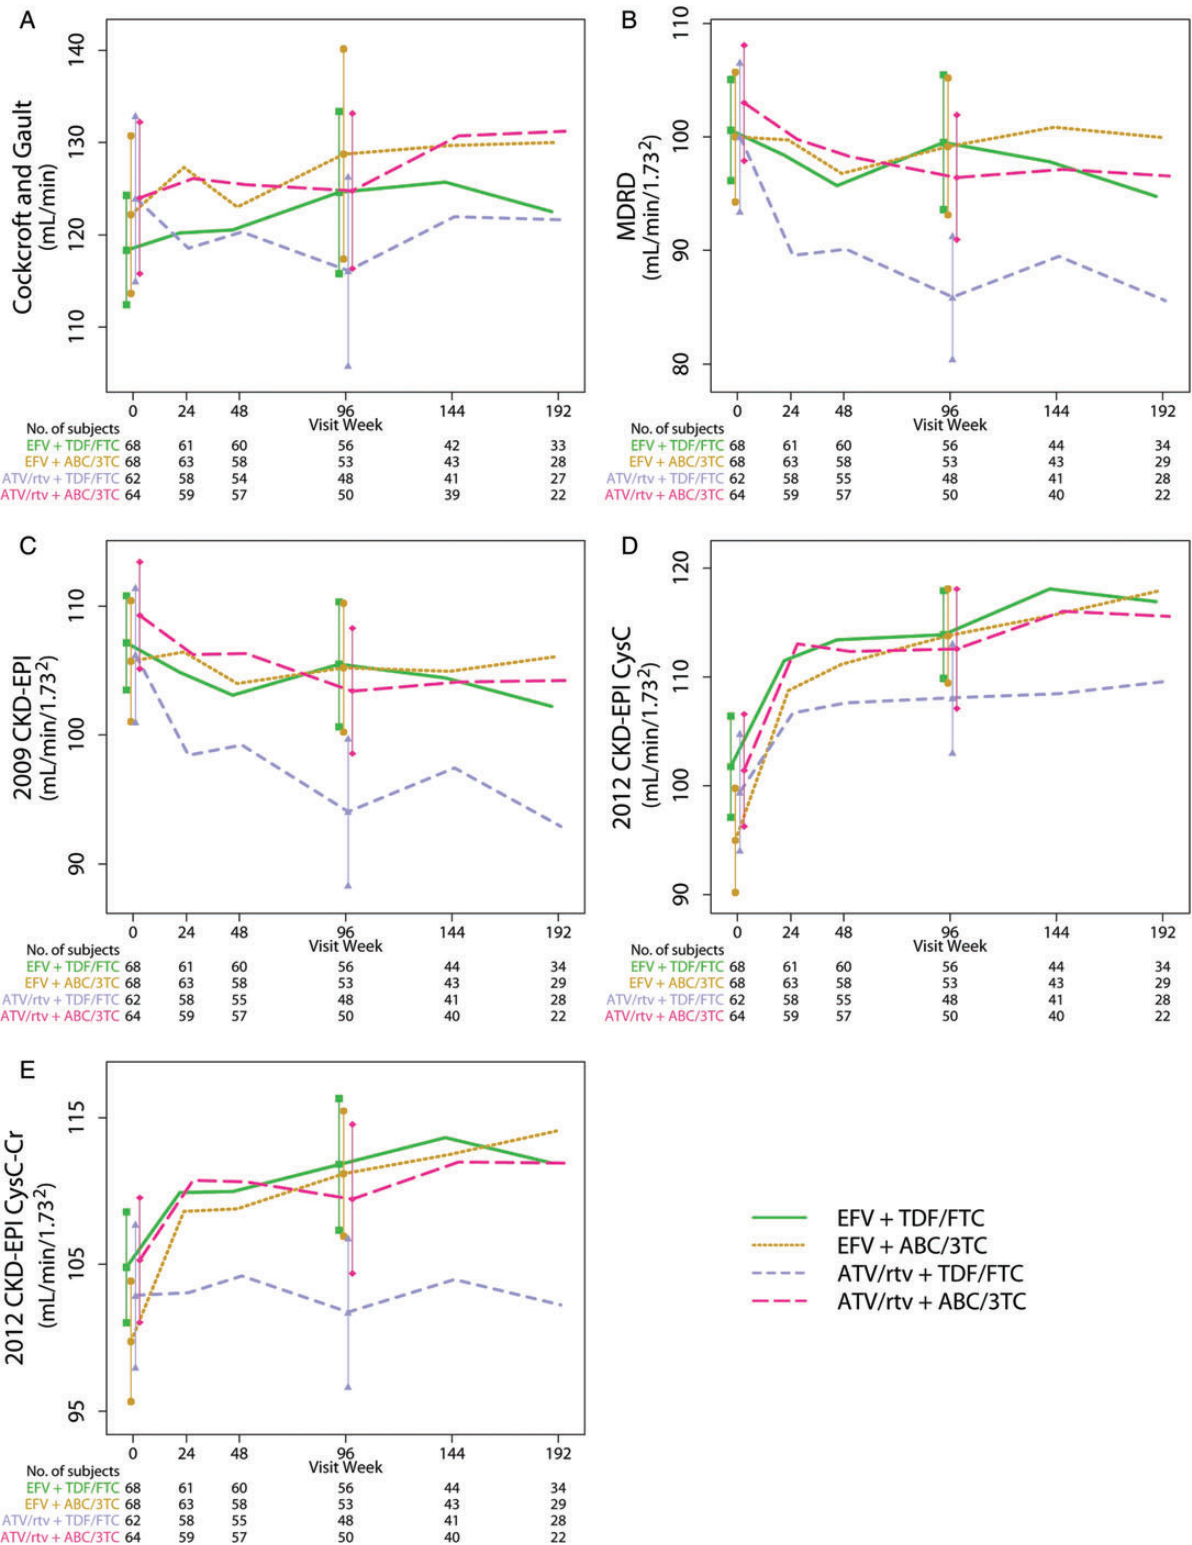 A
Cockcroft and Gault
(mL/min)
140
130
120
110
0 24 48 96 144 192
Visit Week
No. of subjects
EFV + TDF/FTC 68 61 60 56 42 33
EFV + ABC/3TC 68 63 58 53 43 28
ATV/rtv + TDF/FTC 62 58 54 48 41 27
ATV/rtv + ABC/3TC 64 59 57 50 39 22
B
MDRD
(mL/min/1.73²)
110
100
90
80
0 24 48 96 144 192
Visit Week
No. of subjects
EFV + TDF/FTC 68 61 60 56 44 34
EFV + ABC/3TC 68 63 58 53 43 29
ATV/rtv + TDF/FTC 62 58 55 48 41 28
ATV/rtv + ABC/3TC 64 59 57 50 40 22
C
2009 CKD-EPI
(mL/min/1.73²)
110
100
90
0 24 48 96 144 192
Visit Week
No. of subjects
EFV + TDF/FTC 68 61 60 56 44 34
EFV + ABC/3TC 68 63 58 53 43 29
ATV/rtv + TDF/FTC 62 58 55 48 41 28
ATV/rtv + ABC/3TC 64 59 57 50 40 22
D
2012 CKD-EPI CysC
(mL/min/1.73²)
120
110
100
90
0 24 48 96 144 192
Visit Week
No. of subjects
EFV + TDF/FTC 68 61 60 56 44 34
EFV + ABC/3TC 68 63 58 53 43 29
ATV/rtv + TDF/FTC 62 58 55 48 41 28
ATV/rtv + ABC/3TC 64 59 57 50 40 22
E
2012 CKD-EPI CysC-Cr
(mL/min/1.73²)
115
105
95
0 24 48 96 144 192
Visit Week
No. of subjects
EFV + TDF/FTC 68 61 60 56 44 34
EFV + ABC/3TC 68 63 58 53 43 29
ATV/rtv + TDF/FTC 62 58 55 48 41 28
ATV/rtv + ABC/3TC 64 59 57 50 40 22
EFV + TDF/FTC
EFV + ABC/3TC
ATV/rtv + TDF/FTC
ATV/rtv + ABC/3TC